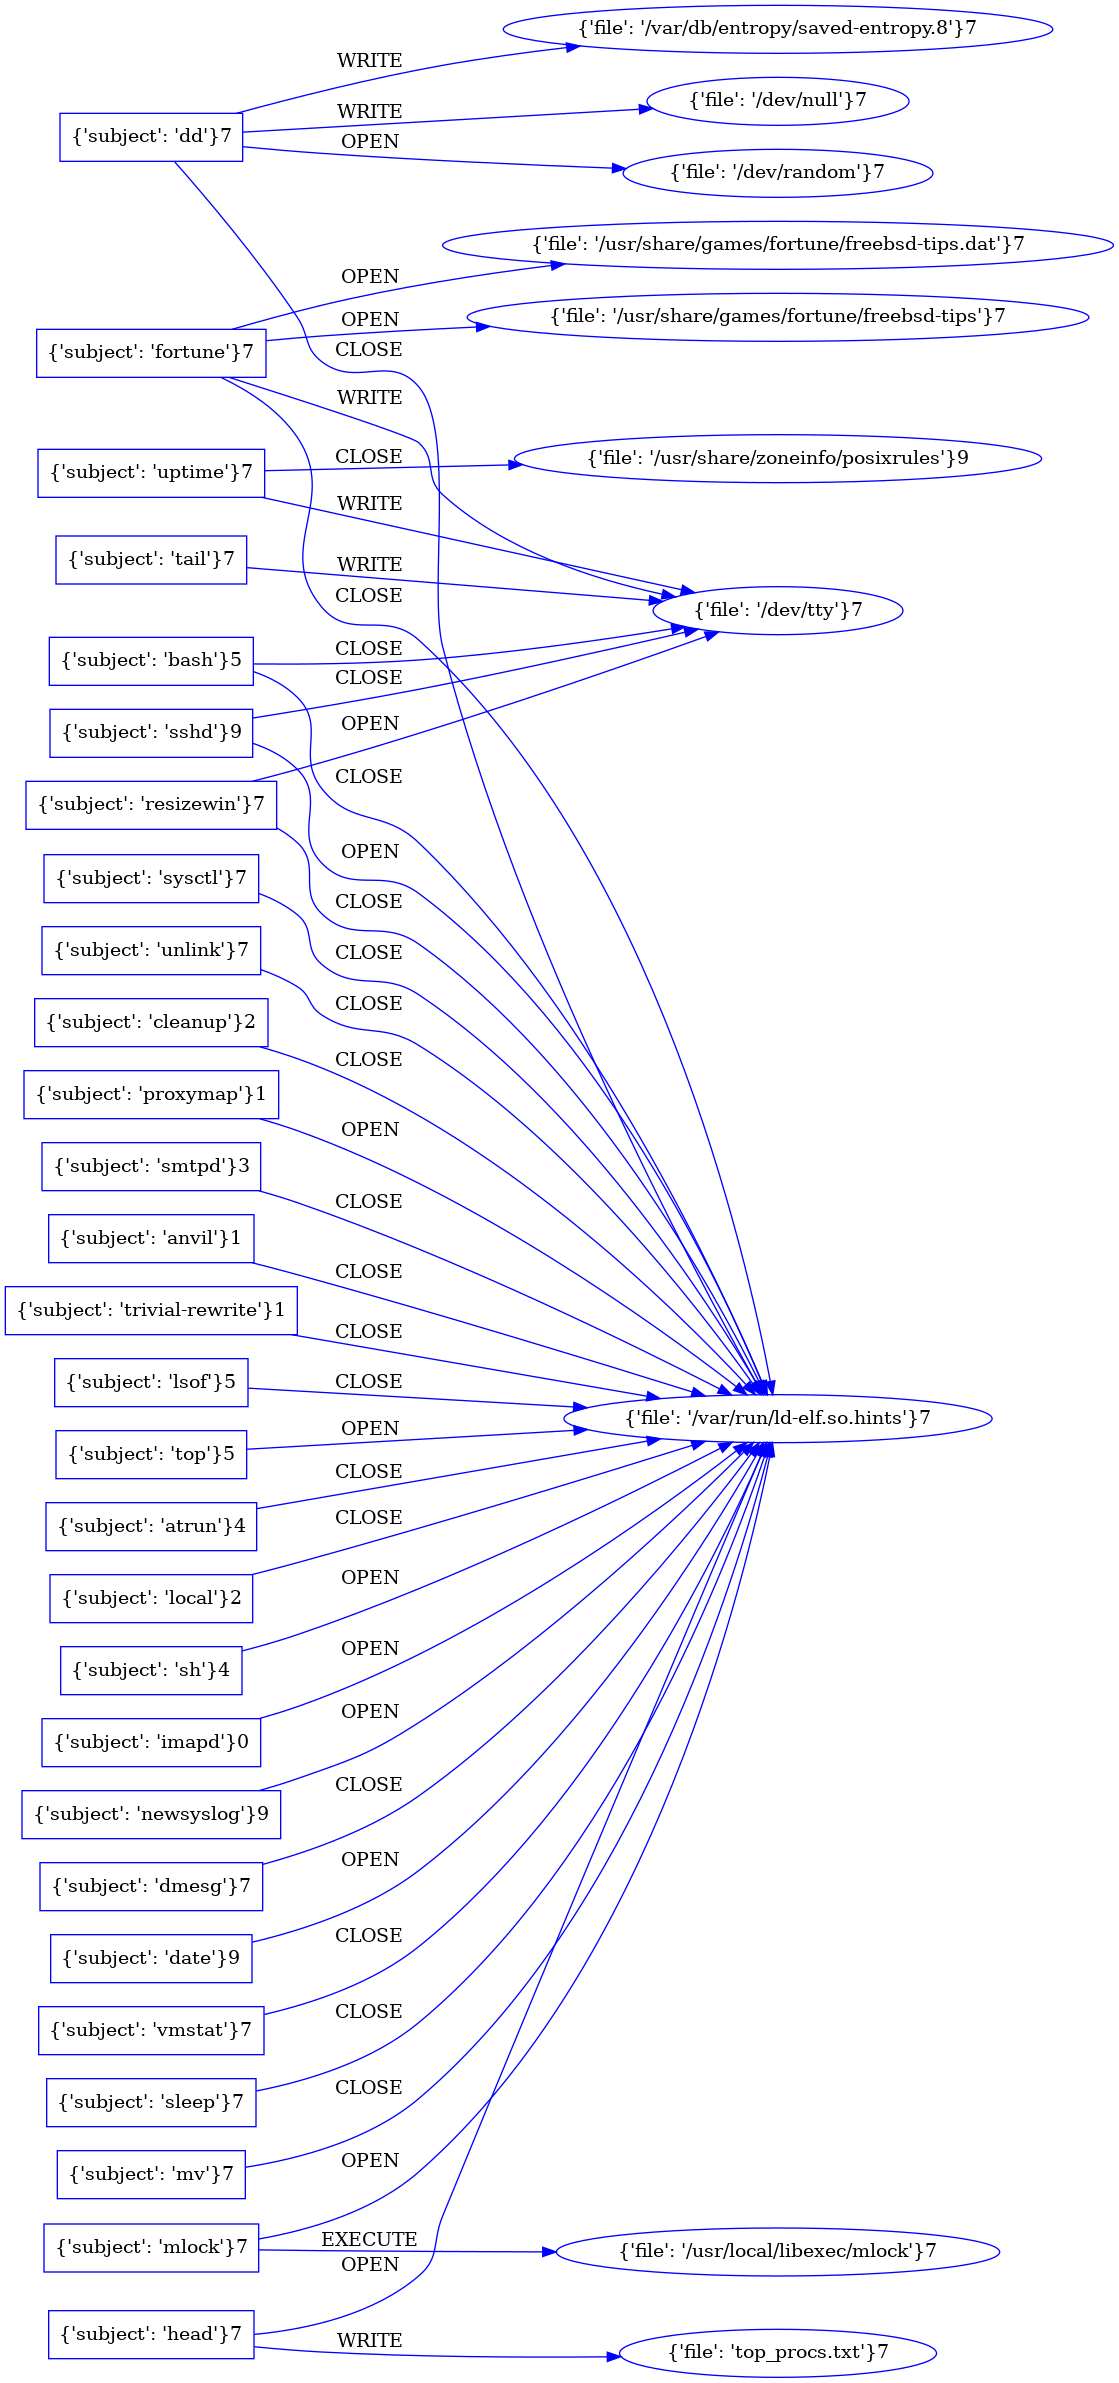 {'file': '/var/db/entropy/saved-entropy.8'}7
WRITE
{'file': '/dev/null'}7
WRITE
{'subject': 'dd'}7
OPEN
{'file': '/dev/random'}7
{'file': '/usr/share/games/fortune/freebsd-tips.dat'}7
OPEN
{'file': '/usr/share/games/fortune/freebsd-tips'}7
OPEN
{'subject': 'fortune'}7
CLOSE
WRITE
CLOSE
{'file': '/usr/share/zoneinfo/posixrules'}9
{'subject': 'uptime'}7
WRITE
{'subject': 'tail'}7
WRITE
CLOSE
{'file': '/dev/tty'}7
CLOSE
{'subject': 'bash'}5
CLOSE
{'subject': 'sshd'}9
OPEN
CLOSE
{'subject': 'resizewin'}7
OPEN
{'subject': 'sysctl'}7
CLOSE
{'subject': 'unlink'}7
CLOSE
CLOSE
{'subject': 'cleanup'}2
CLOSE
{'subject': 'proxymap'}1
OPEN
{'subject': 'smtpd'}3
CLOSE
{'subject': 'anvil'}1
CLOSE
{'subject': 'trivial-rewrite'}1
CLOSE
{'subject': 'lsof'}5
CLOSE
{'file': '/var/run/ld-elf.so.hints'}7
OPEN
{'subject': 'top'}5
CLOSE
{'subject': 'atrun'}4
CLOSE
{'subject': 'local'}2
OPEN
{'subject': 'sh'}4
OPEN
{'subject': 'imapd'}0
OPEN
{'subject': 'newsyslog'}9
CLOSE
{'subject': 'dmesg'}7
OPEN
{'subject': 'date'}9
CLOSE
{'subject': 'vmstat'}7
CLOSE
{'subject': 'sleep'}7
CLOSE
{'subject': 'mv'}7
OPEN
{'subject': 'mlock'}7
EXECUTE
{'file': '/usr/local/libexec/mlock'}7
OPEN
{'subject': 'head'}7
WRITE
{'file': 'top_procs.txt'}7